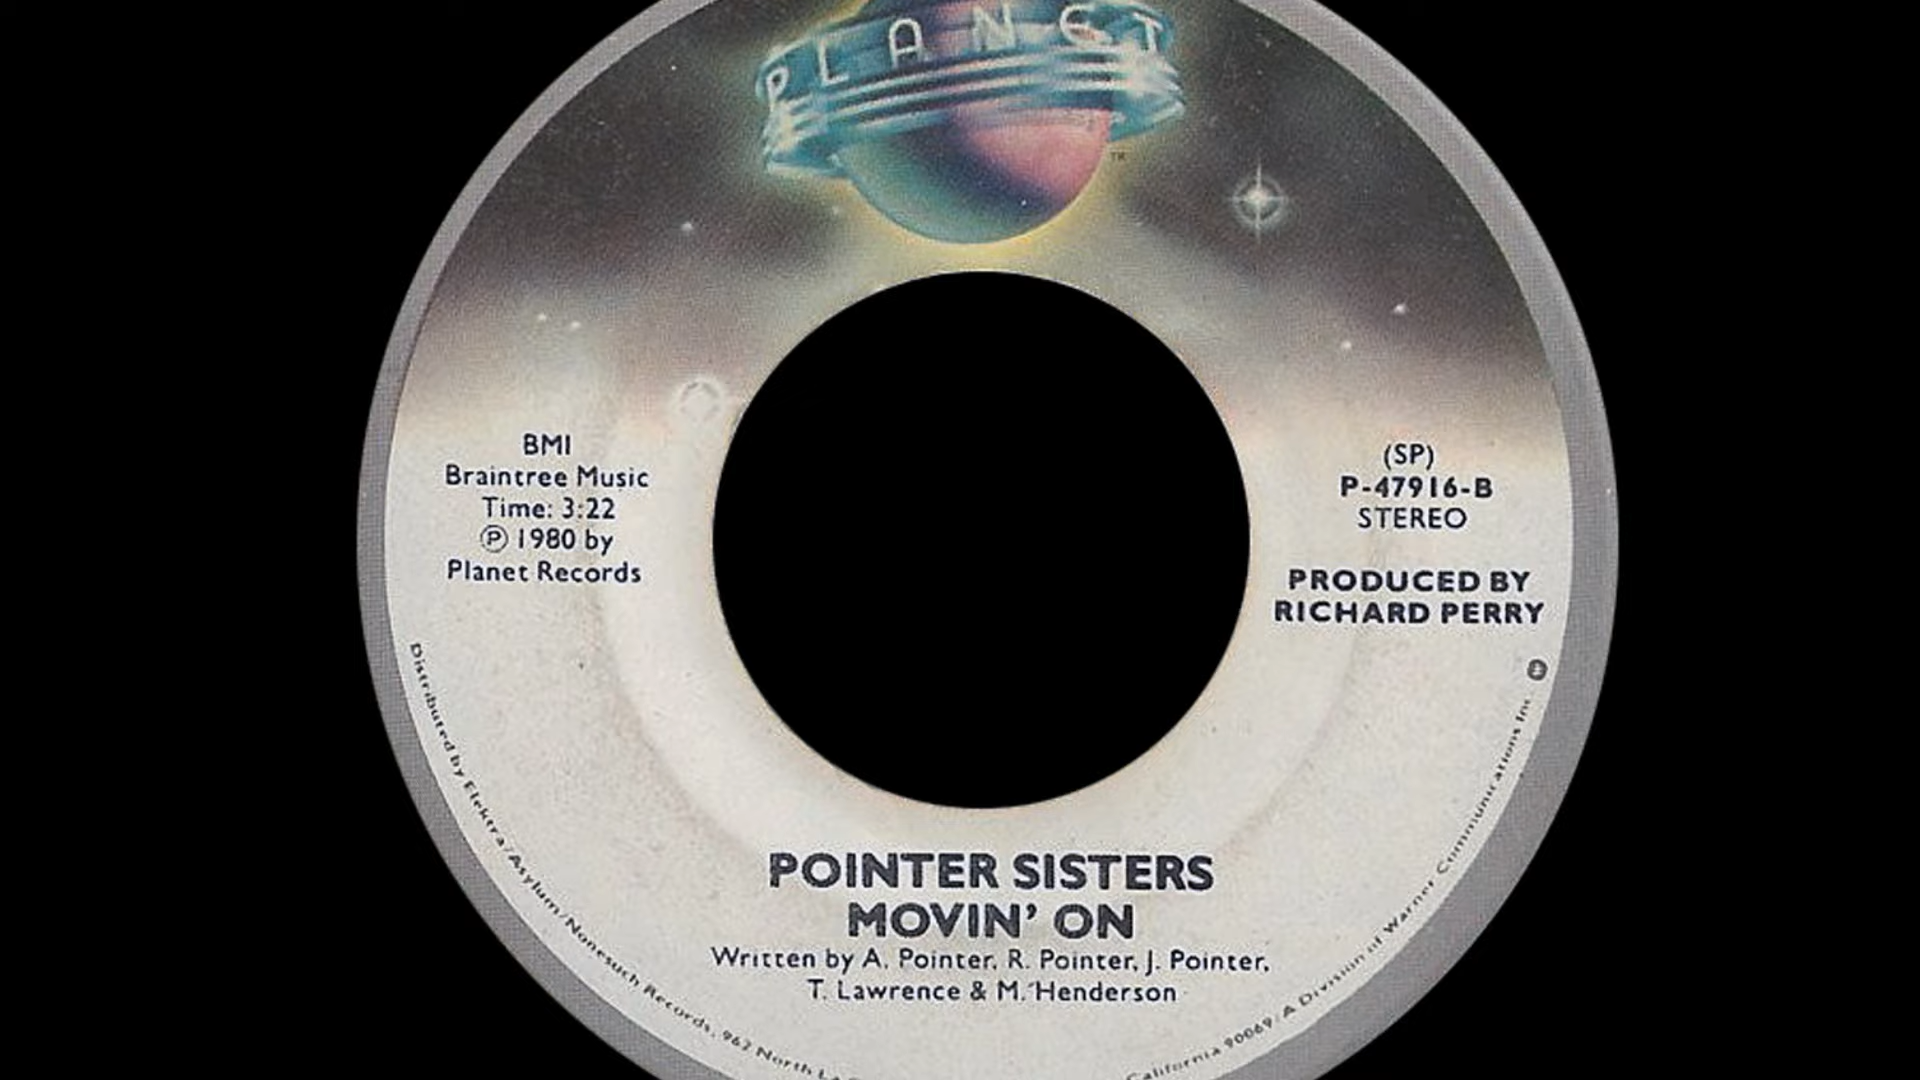 PLANET
TM
BMI
Braintree Music
Time: 3:22
Ⓟ 1980 by
Planet Records
(SP)
P-47916-B
STEREO
PRODUCED BY
RICHARD PERRY
POINTER SISTERS
MOVIN' ON
Written by A. Pointer, R. Pointer, J. Pointer,
T. Lawrence & M. Henderson
Distributed by Elektra/Asylum/Nonesuch Records, 962 North La
California 90069 / A Division of Warner Communications Inc.